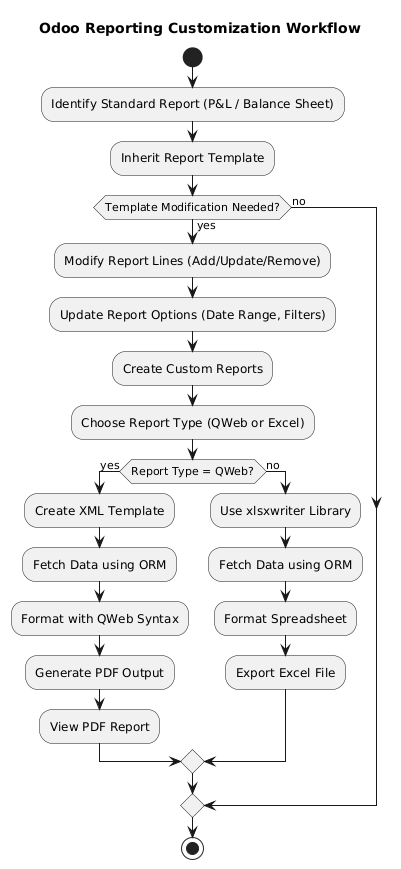 Odoo Reporting Customization Workflow
Identify Standard Report (P&L / Balance Sheet)
Inherit Report Template
Template Modification Needed?
no
yes
Modify Report Lines (Add/Update/Remove)
Update Report Options (Date Range, Filters)
Create Custom Reports
Choose Report Type (QWeb or Excel)
yes
Report Type = QWeb?
no
Create XML Template
Use xlsxwriter Library
Fetch Data using ORM
Fetch Data using ORM
Format with QWeb Syntax
Format Spreadsheet
Generate PDF Output
Export Excel File
View PDF Report